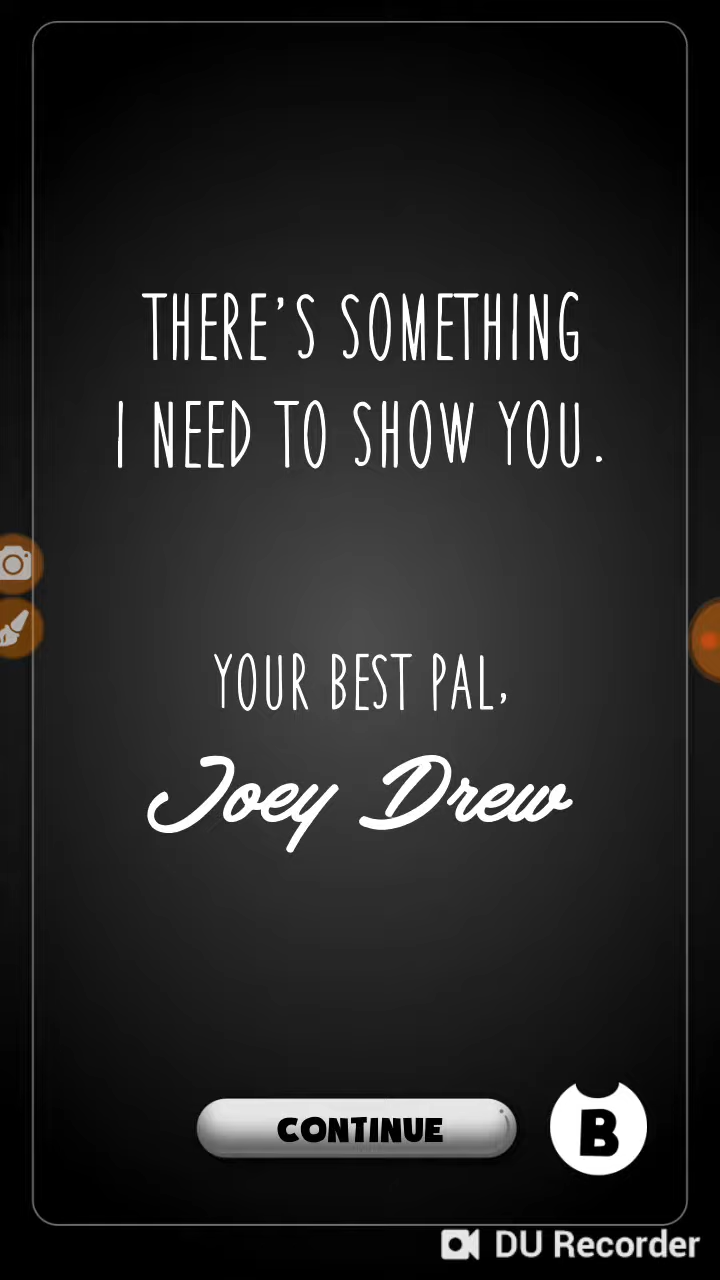 THERE'S SOMETHING
I NEED TO SHOW YOU.
YOUR BEST PAL,
Joey Drew
CONTINUE
B
DU Recorder